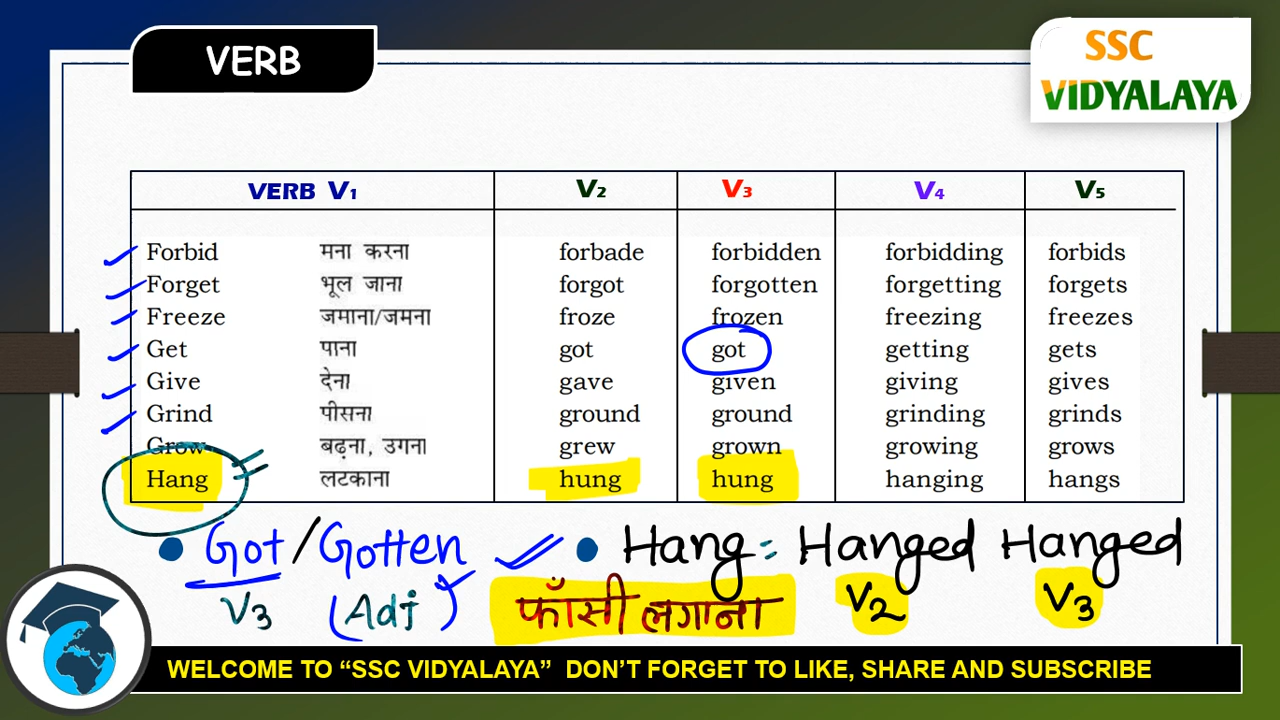 VERB
SSC
VIDYALAYA
VERB V1 V2 V3 V4 V5
Forbid मना करना forbade forbidden forbidding forbids
Forget भूल जाना forgot forgotten forgetting forgets
Freeze जमाना/जमना froze frozen freezing freezes
Get पाना got got getting gets
Give देना gave given giving gives
Grind पीसना ground ground grinding grinds
Grow बढ़ना, उगना grew grown growing grows
Hang लटकाना hung hung hanging hangs
• Got/Gotten • Hang: Hanged Hanged
V3 (Adj) फाँसी लगाना V2 V3
WELCOME TO “SSC VIDYALAYA” DON’T FORGET TO LIKE, SHARE AND SUBSCRIBE